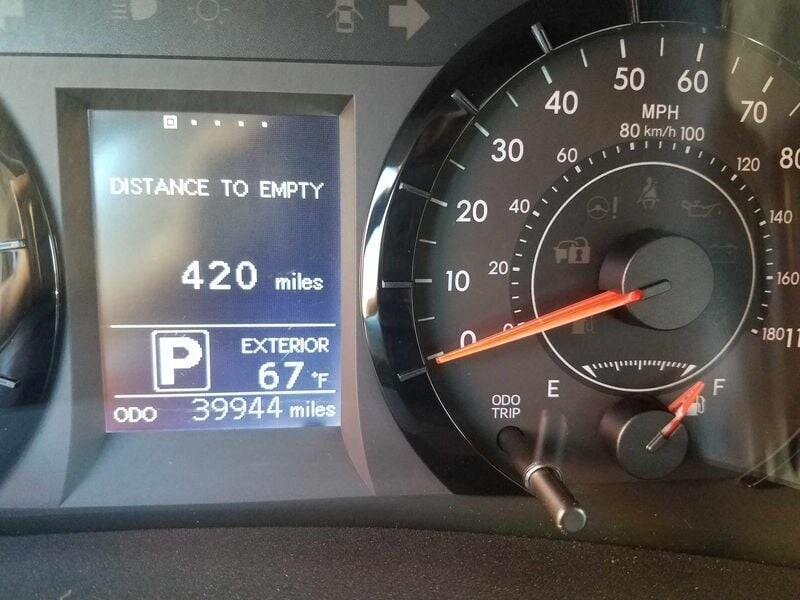 DISTANCE TO EMPTY
420 miles
P
EXTERIOR
67 °F
ODO 39944 miles
0
10
20
30
40
50
60
70
80
MPH
80 km/h 100
20
40
60
120
140
160
180
ODO
TRIP
E
F